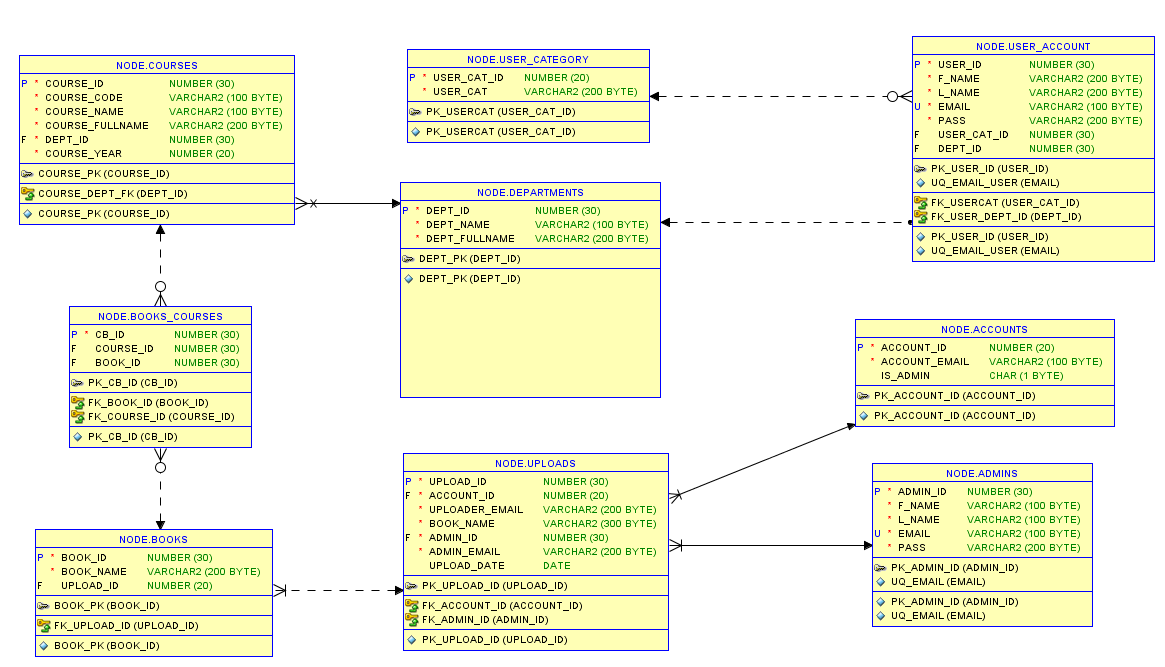 NODE.COURSES
P * COURSE_ID NUMBER (30)
* COURSE_CODE VARCHAR2 (100 BYTE)
* COURSE_NAME VARCHAR2 (100 BYTE)
* COURSE_FULLNAME VARCHAR2 (200 BYTE)
F * DEPT_ID NUMBER (30)
* COURSE_YEAR NUMBER (20)
COURSE_PK (COURSE_ID)
COURSE_DEPT_FK (DEPT_ID)
COURSE_PK (COURSE_ID)
NODE.USER_CATEGORY
P * USER_CAT_ID NUMBER (20)
* USER_CAT VARCHAR2 (200 BYTE)
PK_USERCAT (USER_CAT_ID)
PK_USERCAT (USER_CAT_ID)
NODE.USER_ACCOUNT
P * USER_ID NUMBER (30)
* F_NAME VARCHAR2 (200 BYTE)
* L_NAME VARCHAR2 (200 BYTE)
U * EMAIL VARCHAR2 (100 BYTE)
* PASS VARCHAR2 (200 BYTE)
F USER_CAT_ID NUMBER (30)
F DEPT_ID NUMBER (30)
PK_USER_ID (USER_ID)
UQ_EMAIL_USER (EMAIL)
FK_USERCAT (USER_CAT_ID)
FK_USER_DEPT_ID (DEPT_ID)
PK_USER_ID (USER_ID)
UQ_EMAIL_USER (EMAIL)
NODE.DEPARTMENTS
P * DEPT_ID NUMBER (30)
* DEPT_NAME VARCHAR2 (100 BYTE)
* DEPT_FULLNAME VARCHAR2 (200 BYTE)
DEPT_PK (DEPT_ID)
DEPT_PK (DEPT_ID)
NODE.BOOKS_COURSES
P * CB_ID NUMBER (30)
F COURSE_ID NUMBER (30)
F BOOK_ID NUMBER (30)
PK_CB_ID (CB_ID)
FK_BOOK_ID (BOOK_ID)
FK_COURSE_ID (COURSE_ID)
PK_CB_ID (CB_ID)
NODE.ACCOUNTS
P * ACCOUNT_ID NUMBER (20)
* ACCOUNT_EMAIL VARCHAR2 (100 BYTE)
IS_ADMIN CHAR (1 BYTE)
PK_ACCOUNT_ID (ACCOUNT_ID)
PK_ACCOUNT_ID (ACCOUNT_ID)
NODE.UPLOADS
P * UPLOAD_ID NUMBER (30)
F * ACCOUNT_ID NUMBER (20)
* UPLOADER_EMAIL VARCHAR2 (200 BYTE)
* BOOK_NAME VARCHAR2 (300 BYTE)
F * ADMIN_ID NUMBER (30)
* ADMIN_EMAIL VARCHAR2 (200 BYTE)
UPLOAD_DATE DATE
PK_UPLOAD_ID (UPLOAD_ID)
FK_ACCOUNT_ID (ACCOUNT_ID)
FK_ADMIN_ID (ADMIN_ID)
PK_UPLOAD_ID (UPLOAD_ID)
NODE.ADMINS
P * ADMIN_ID NUMBER (30)
* F_NAME VARCHAR2 (100 BYTE)
* L_NAME VARCHAR2 (100 BYTE)
U * EMAIL VARCHAR2 (100 BYTE)
* PASS VARCHAR2 (200 BYTE)
PK_ADMIN_ID (ADMIN_ID)
UQ_EMAIL (EMAIL)
PK_ADMIN_ID (ADMIN_ID)
UQ_EMAIL (EMAIL)
NODE.BOOKS
P * BOOK_ID NUMBER (30)
* BOOK_NAME VARCHAR2 (200 BYTE)
F UPLOAD_ID NUMBER (20)
BOOK_PK (BOOK_ID)
FK_UPLOAD_ID (UPLOAD_ID)
BOOK_PK (BOOK_ID)